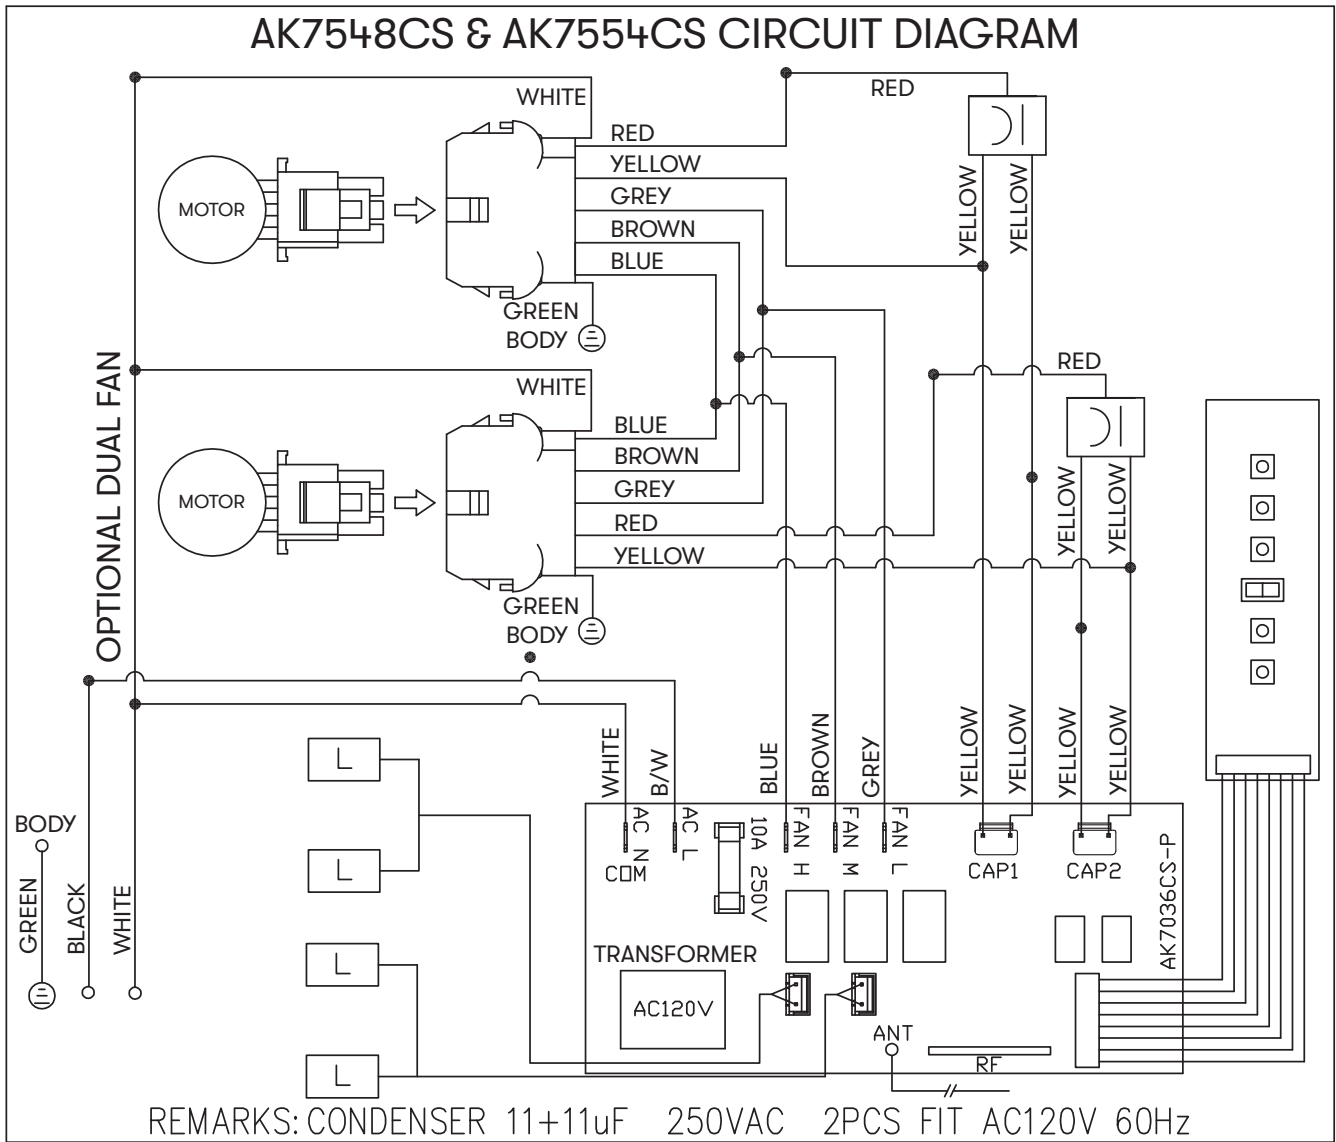 AK7548CS & AK7554CS CIRCUIT DIAGRAM
WHITE
RED
RED
YELLOW
GREY
BROWN
BLUE
MOTOR
YELLOW
YELLOW
GREEN
BODY
OPTIONAL DUAL FAN
WHITE
RED
BLUE
BROWN
GREY
RED
YELLOW
MOTOR
YELLOW
YELLOW
GREEN
BODY
WHITE
W/B
BLUE
BROWN
GREY
YELLOW
YELLOW
YELLOW
YELLOW
L
L
L
L
BODY
GREEN
BLACK
WHITE
AC N
COM
AC L
10A 250V
FAN H
FAN M
FAN L
CAP1
CAP2
AK7036CS-P
TRANSFORMER
AC120V
ANT
RF
REMARKS: CONDENSER 11+11uF 250VAC 2PCS FIT AC120V 60Hz